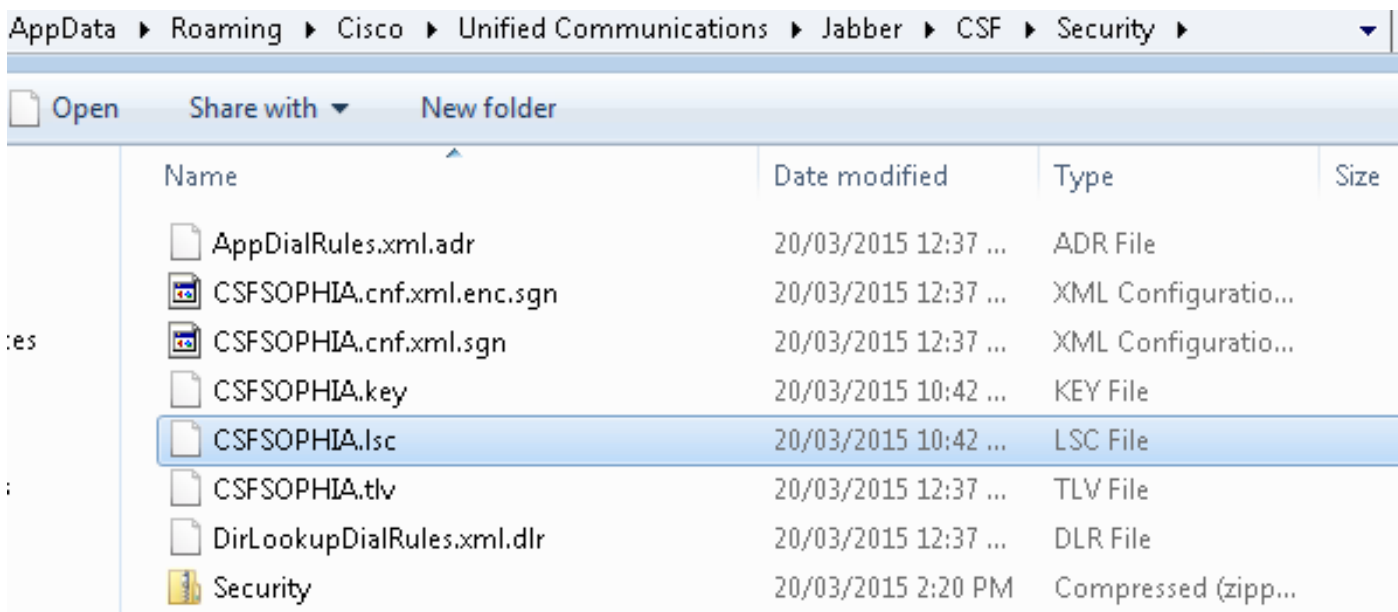 AppData ▸ Roaming ▸ Cisco ▸ Unified Communications ▸ Jabber ▸ CSF ▸ Security ▸
Open Share with New folder
Name Date modified Type Size
AppDialRules.xml.adr 20/03/2015 12:37 ... ADR File
CSFSOPHIA.cnf.xml.enc.sgn 20/03/2015 12:37 ... XML Configuratio...
:es CSFSOPHIA.cnf.xml.sgn 20/03/2015 12:37 ... XML Configuratio...
CSFSOPHIA.key 20/03/2015 10:42 ... KEY File
CSFSOPHIA.lsc 20/03/2015 10:42 ... LSC File
CSFSOPHIA.tlv 20/03/2015 12:37 ... TLV File
DirLookupDialRules.xml.dlr 20/03/2015 12:37 ... DLR File
Security 20/03/2015 2:20 PM Compressed (zipp...